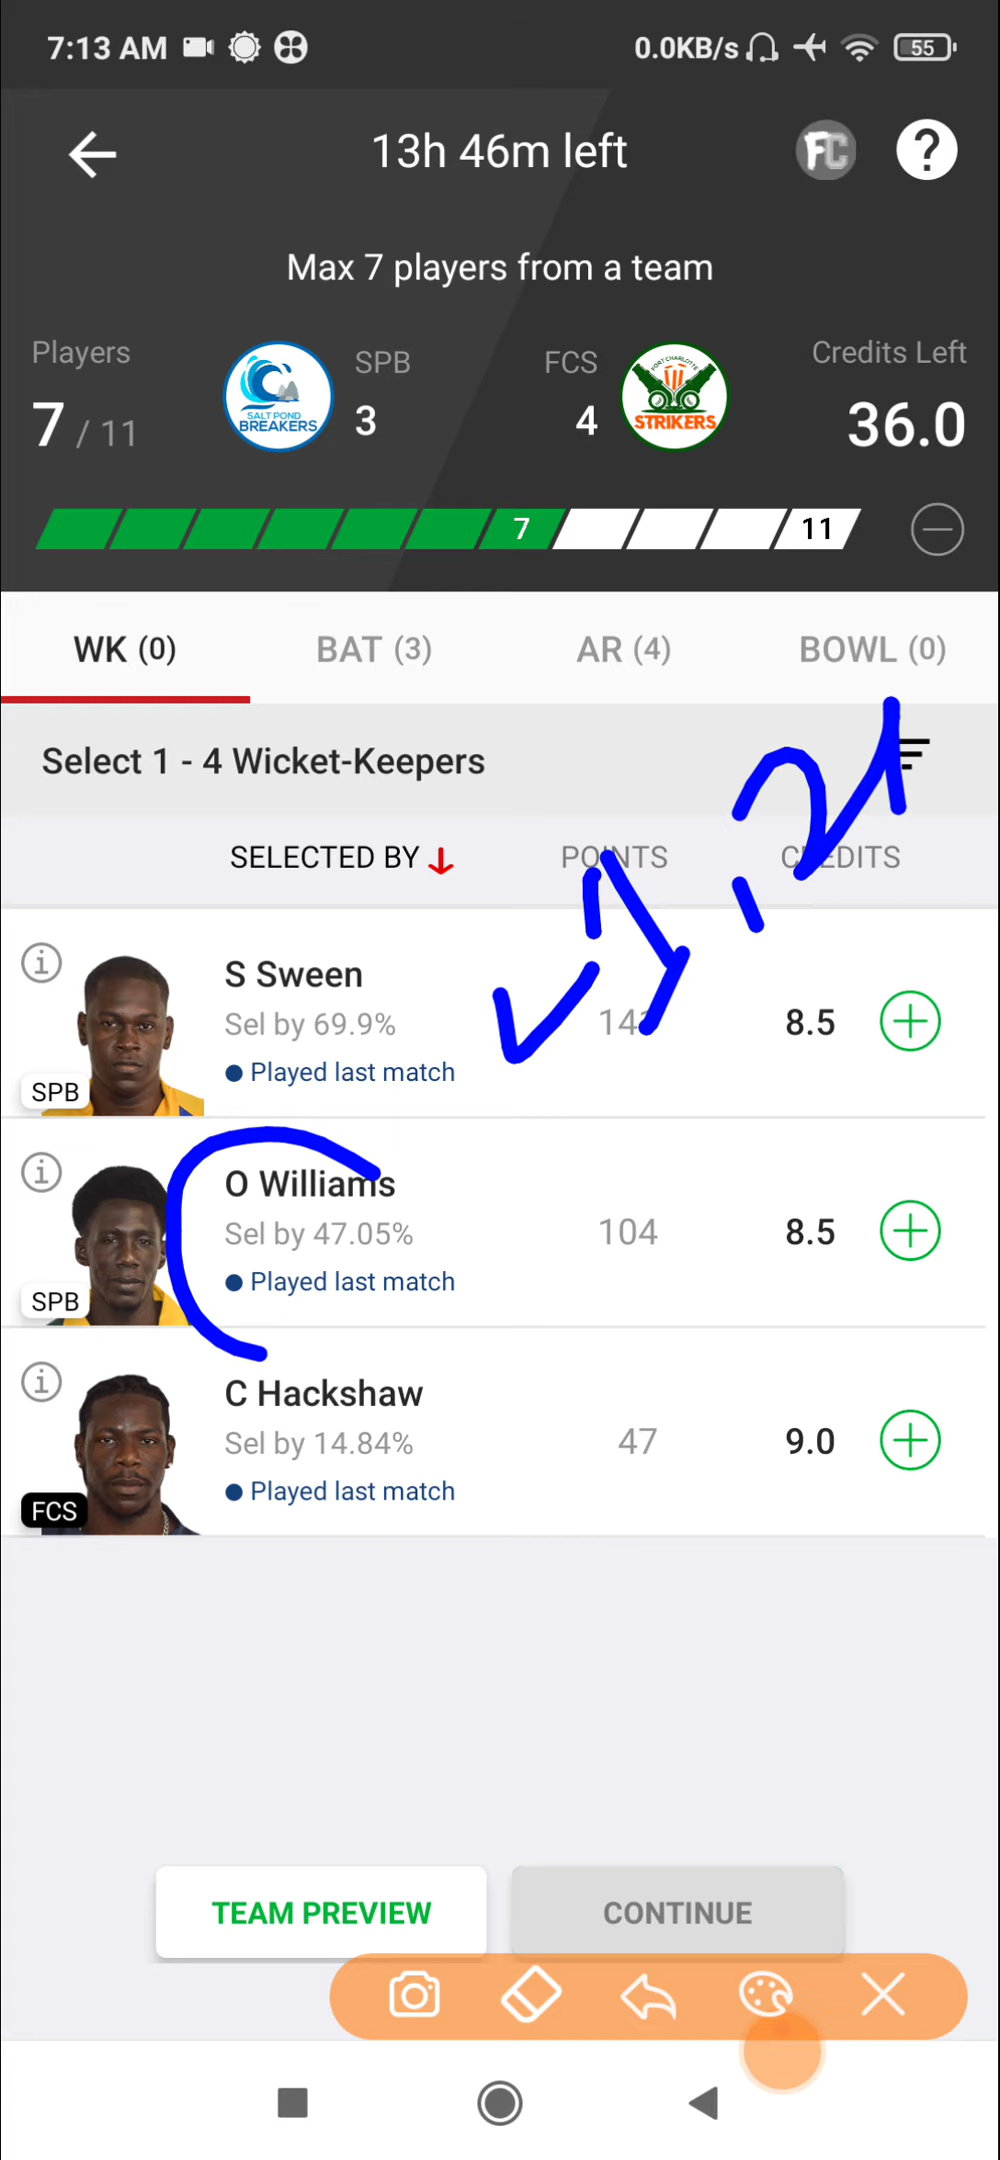 7:13 AM 0.0KB/s 55
13h 46m left FC ?
Max 7 players from a team
Players SPB FCS Credits Left
7 / 11 3 4 36.0
SALT POND BREAKERS
FORT CHARLOTTE STRIKERS
7 11
WK (0) BAT (3) AR (4) BOWL (0)
Select 1 - 4 Wicket-Keepers
SELECTED BY POINTS CREDITS
S Sween
Sel by 69.9% 8.5
Played last match
SPB
O Williams
Sel by 47.05% 104 8.5
Played last match
SPB
C Hackshaw
Sel by 14.84% 47 9.0
Played last match
FCS
TEAM PREVIEW CONTINUE